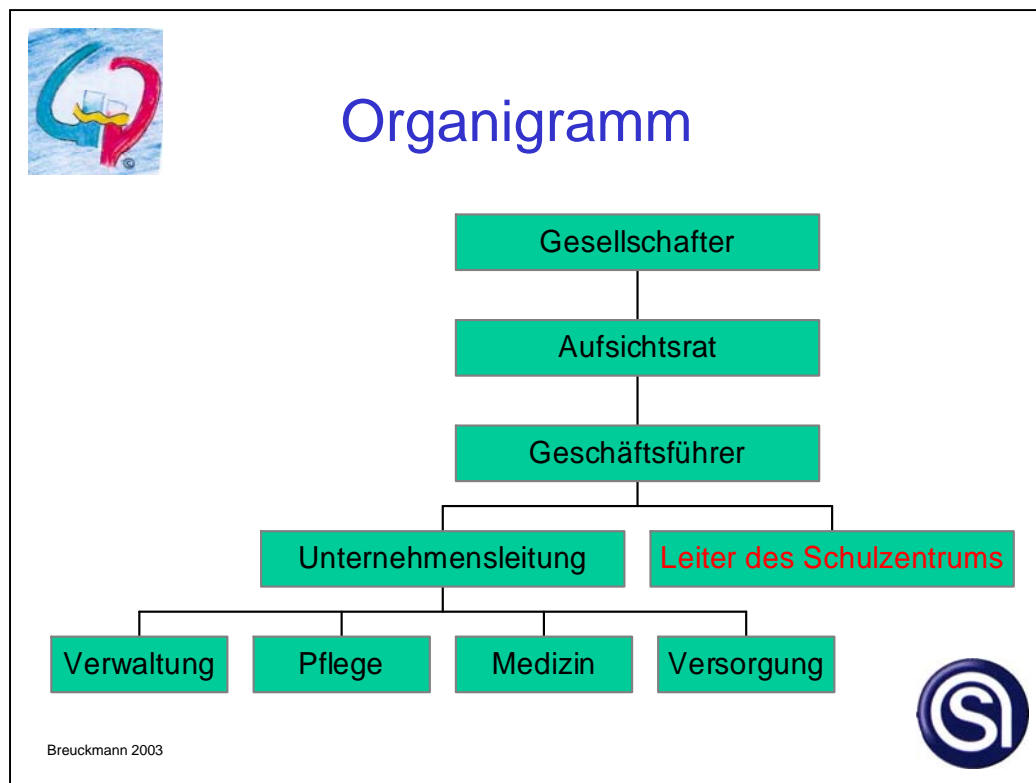 Organigramm
Gesellschafter
Aufsichtsrat
Geschäftsführer
Unternehmensleitung
Leiter des Schulzentrums
Verwaltung
Pflege
Medizin
Versorgung
Breuckmann 2003